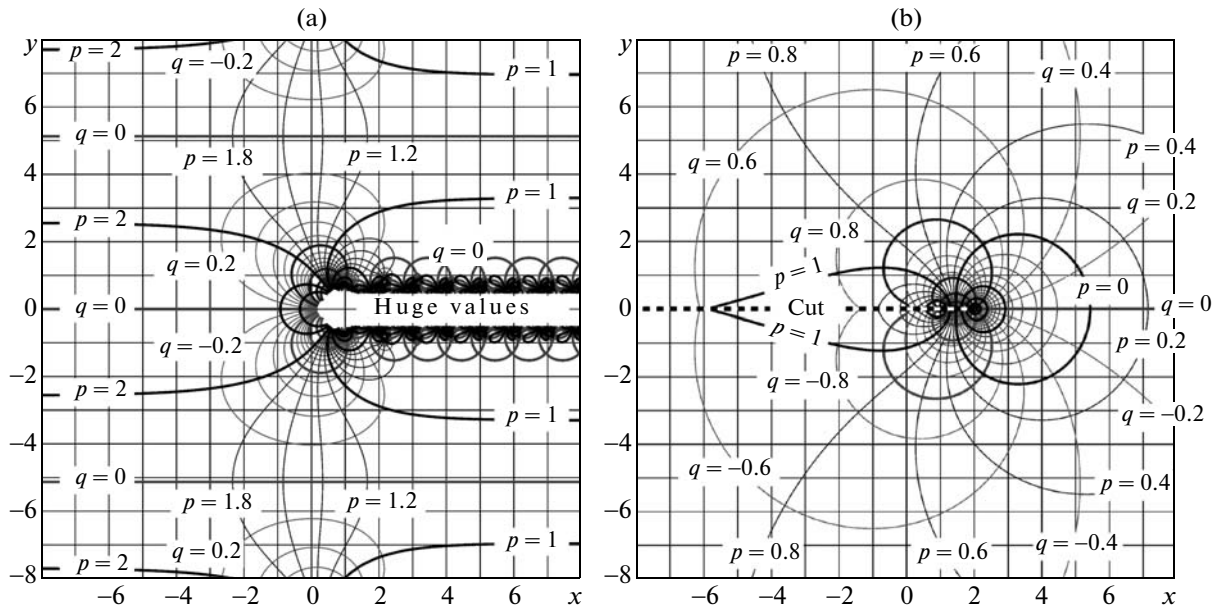 (a)
y
p = 2
q = −0.2
p = 1
6
q = 0
4
p = 1.8
p = 1.2
p = 2
p = 1
2
q = 0.2
q = 0
0
q = 0
Huge values
q = −0.2
−2
p = 2
p = 1
−4
q = 0
p = 1.8
p = 1.2
−6
q = 0.2
p = 2
p = 1
−8
−6
−4
−2
0
2
4
6
x
(b)
y
p = 0.8
p = 0.6
q = 0.4
6
q = 0.6
p = 0.4
4
q = 0.2
2
q = 0.8
p = 1
p = 0
0
Cut
q = 0
p = 1
p = 0.2
−2
q = −0.8
q = −0.2
−4
q = −0.6
p = 0.4
−6
p = 0.8
p = 0.6
q = −0.4
−8
−6
−4
−2
0
2
4
6
x